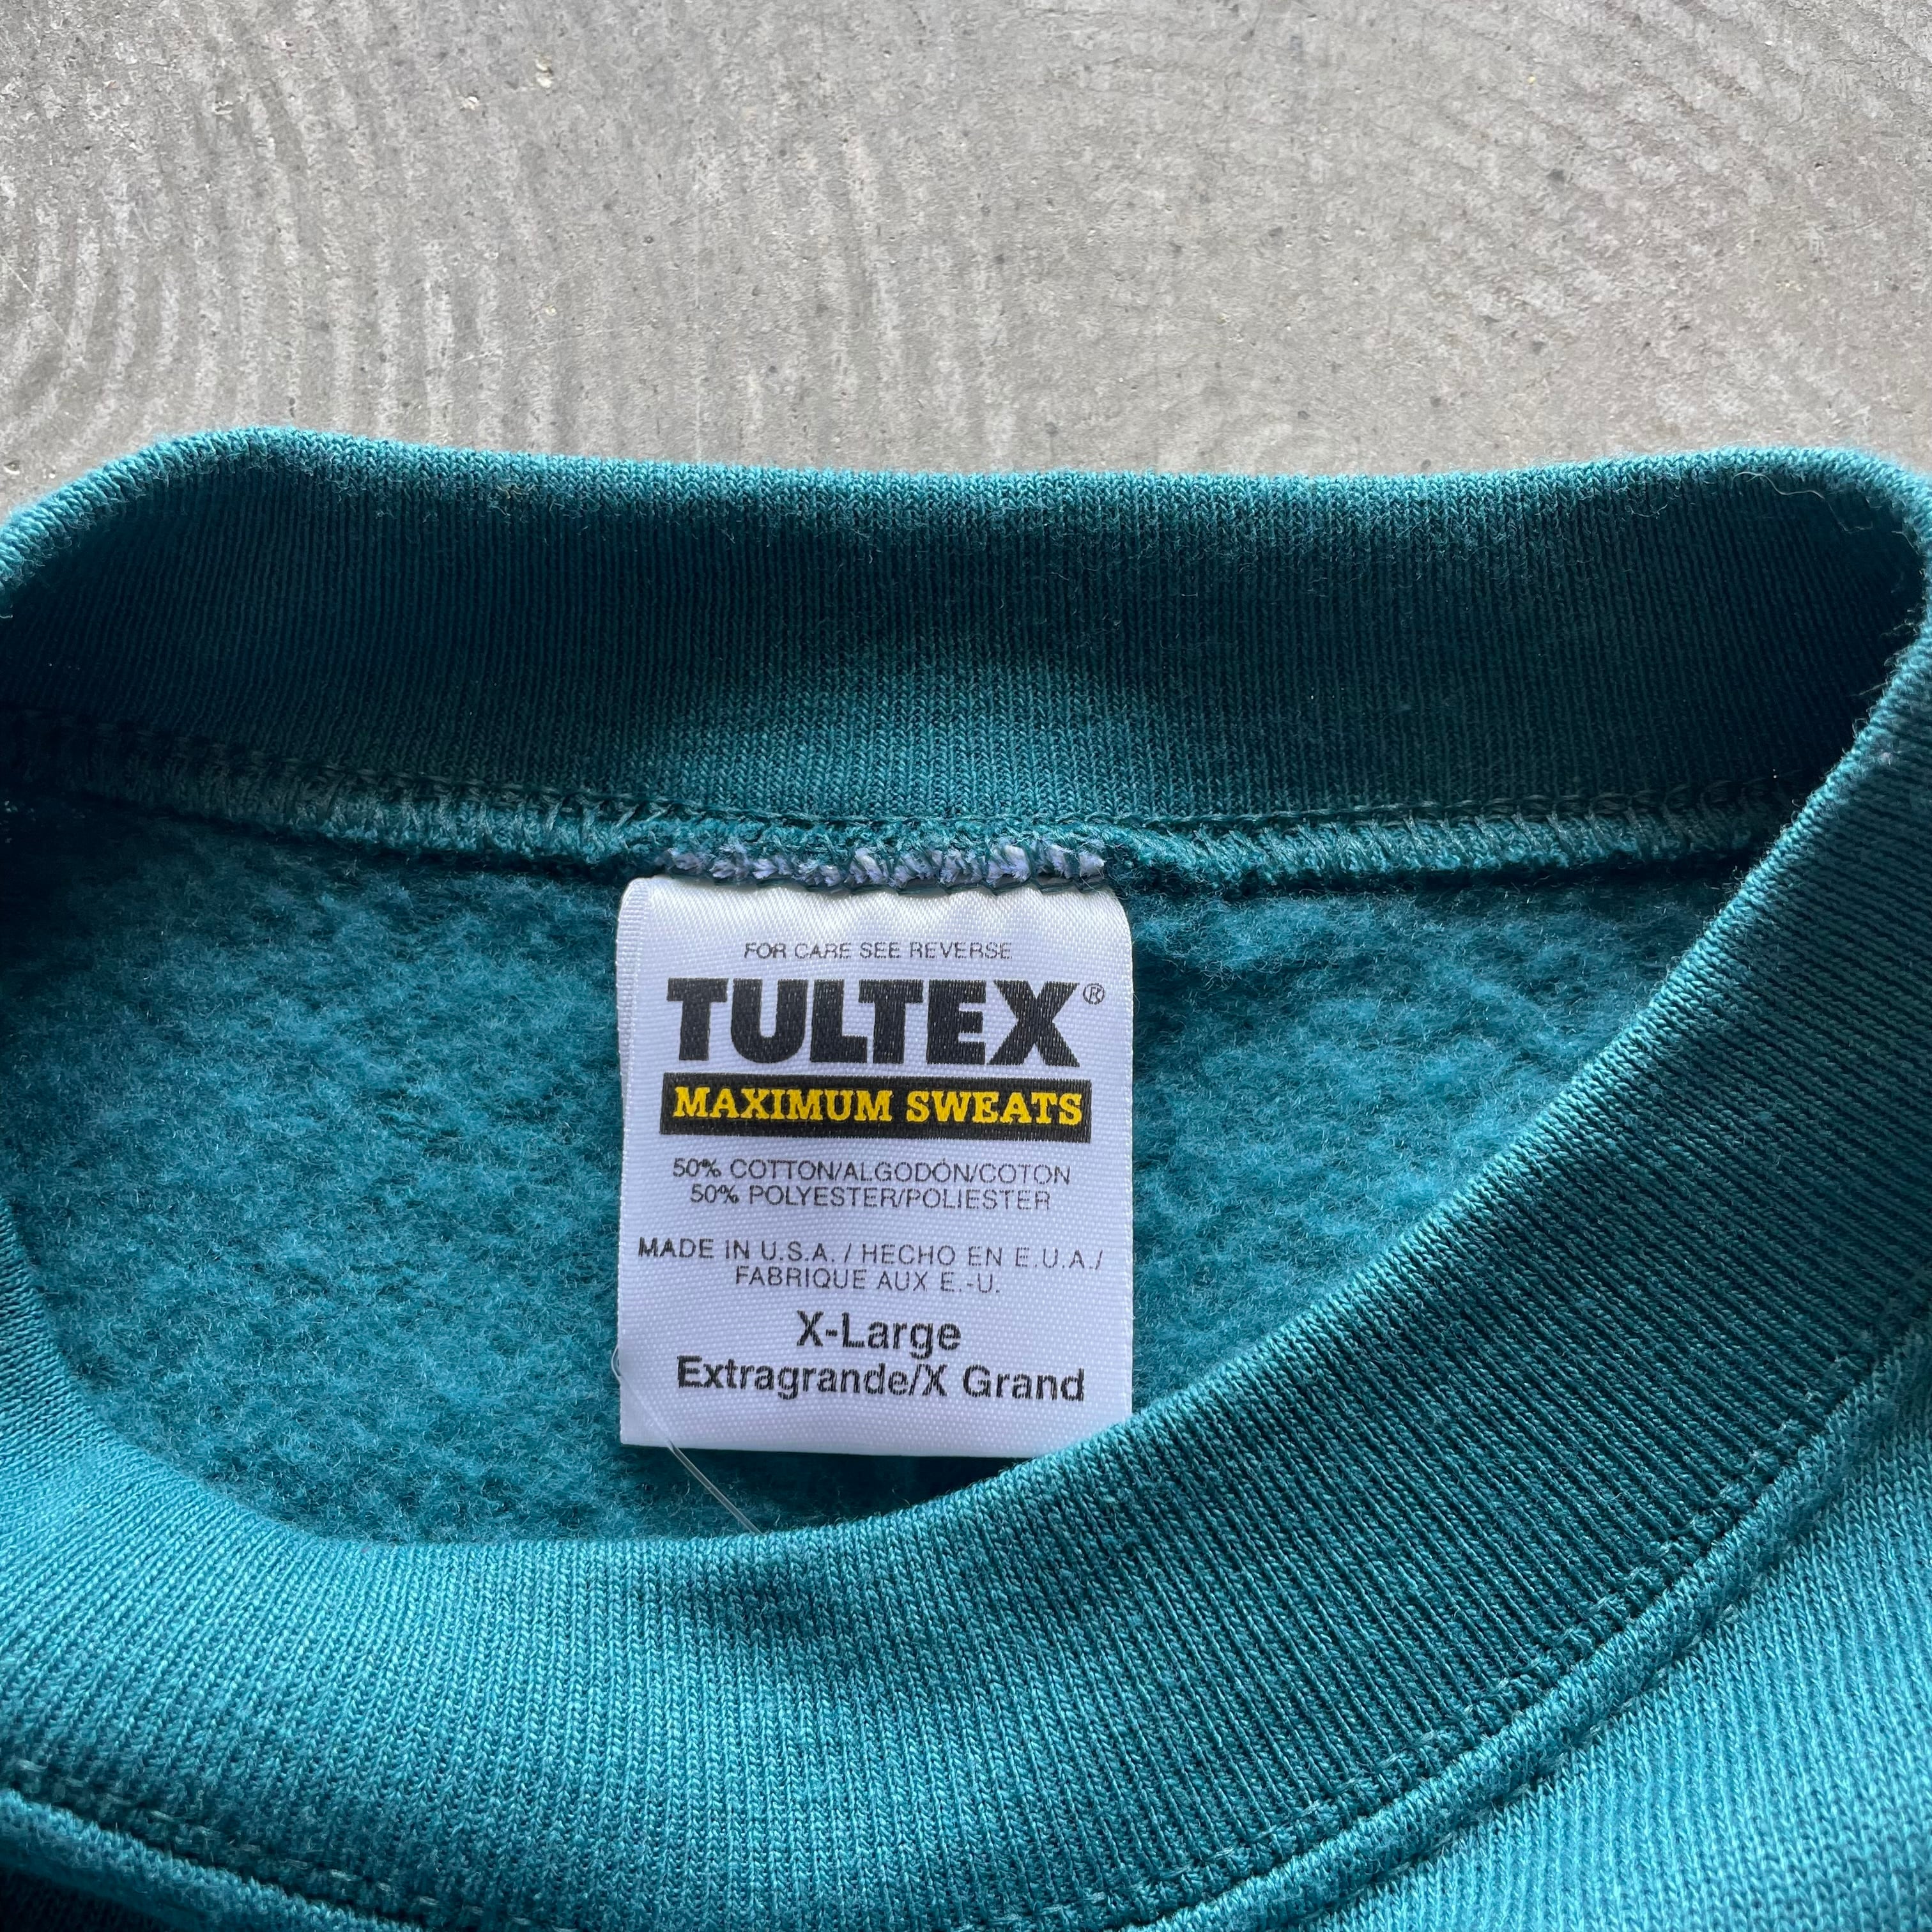 FOR CARE SEE REVERSE
TULTEX®
MAXIMUM SWEATS
50% COTTON/ALGODÓN/COTON
50% POLYESTER/POLIESTER
MADE IN U.S.A. / HECHO EN E.U.A./
FABRIQUE AUX E.-U.
X-Large
Extragrande/X Grand